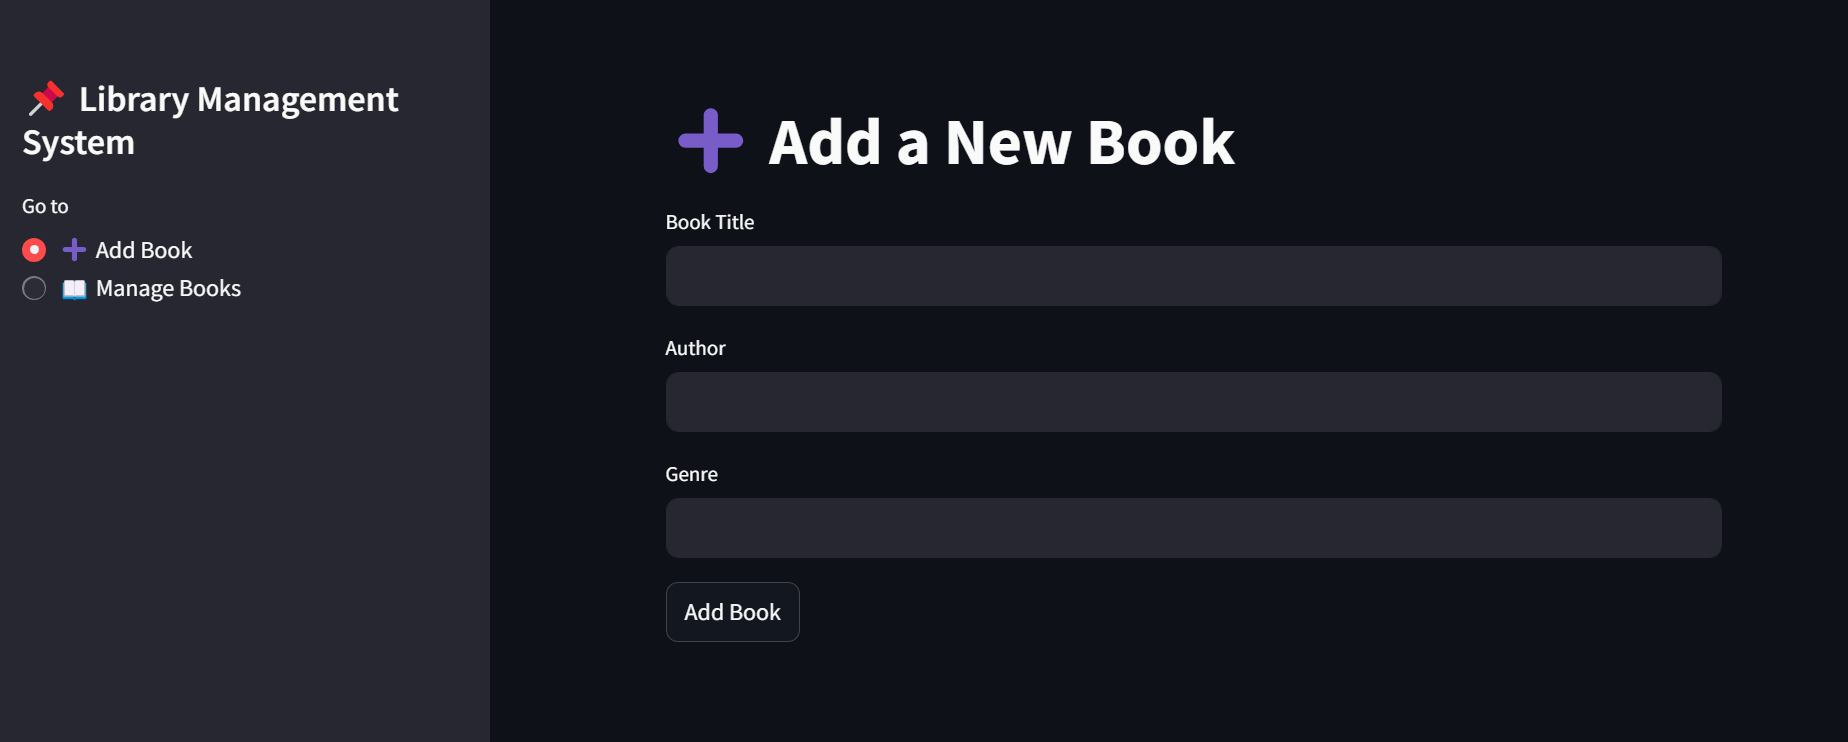 📌 Library Management
System
Go to
➕ Add Book
📖 Manage Books
➕ Add a New Book
Book Title
Author
Genre
Add Book